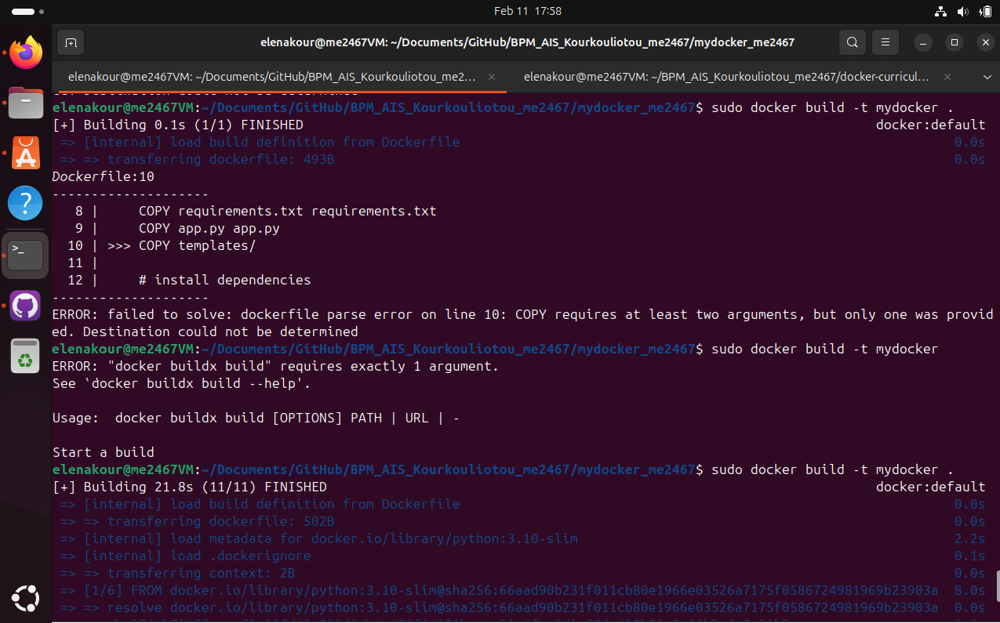 Feb 11 17:58
elenakour@me2467VM: ~/Documents/GitHub/BPM_AIS_Kourkouliotou_me2467/mydocker_me2467
elenakour@me2467VM: ~/Documents/GitHub/BPM_AIS_Kourkouliotou_me2...
elenakour@me2467VM: ~/BPM_AIS_Kourkouliotou_me2467/docker-curricul...
elenakour@me2467VM:~/Documents/GitHub/BPM_AIS_Kourkouliotou_me2467/mydocker_me2467$ sudo docker build -t mydocker .
[+] Building 0.1s (1/1) FINISHED docker:default
=> [internal] load build definition from Dockerfile 0.0s
=> => transferring dockerfile: 493B 0.0s
Dockerfile:10
--------------------
8 | COPY requirements.txt requirements.txt
9 | COPY app.py app.py
10 | >>> COPY templates/
11 |
12 | # install dependencies
--------------------
ERROR: failed to solve: dockerfile parse error on line 10: COPY requires at least two arguments, but only one was provid
ed. Destination could not be determined
elenakour@me2467VM:~/Documents/GitHub/BPM_AIS_Kourkouliotou_me2467/mydocker_me2467$ sudo docker build -t mydocker
ERROR: "docker buildx build" requires exactly 1 argument.
See 'docker buildx build --help'.
Usage: docker buildx build [OPTIONS] PATH | URL | -
Start a build
elenakour@me2467VM:~/Documents/GitHub/BPM_AIS_Kourkouliotou_me2467/mydocker_me2467$ sudo docker build -t mydocker .
[+] Building 21.8s (11/11) FINISHED docker:default
=> [internal] load build definition from Dockerfile 0.0s
=> => transferring dockerfile: 502B 0.0s
=> [internal] load metadata for docker.io/library/python:3.10-slim 2.2s
=> [internal] load .dockerignore 0.1s
=> => transferring context: 2B 0.0s
=> [1/6] FROM docker.io/library/python:3.10-slim@sha256:66aad90b231f011cb80e1966e03526a7175f0586724981969b23903a 8.0s
=> => resolve docker.io/library/python:3.10-slim@sha256:66aad90b231f011cb80e1966e03526a7175f0586724981969b23903a 0.0s